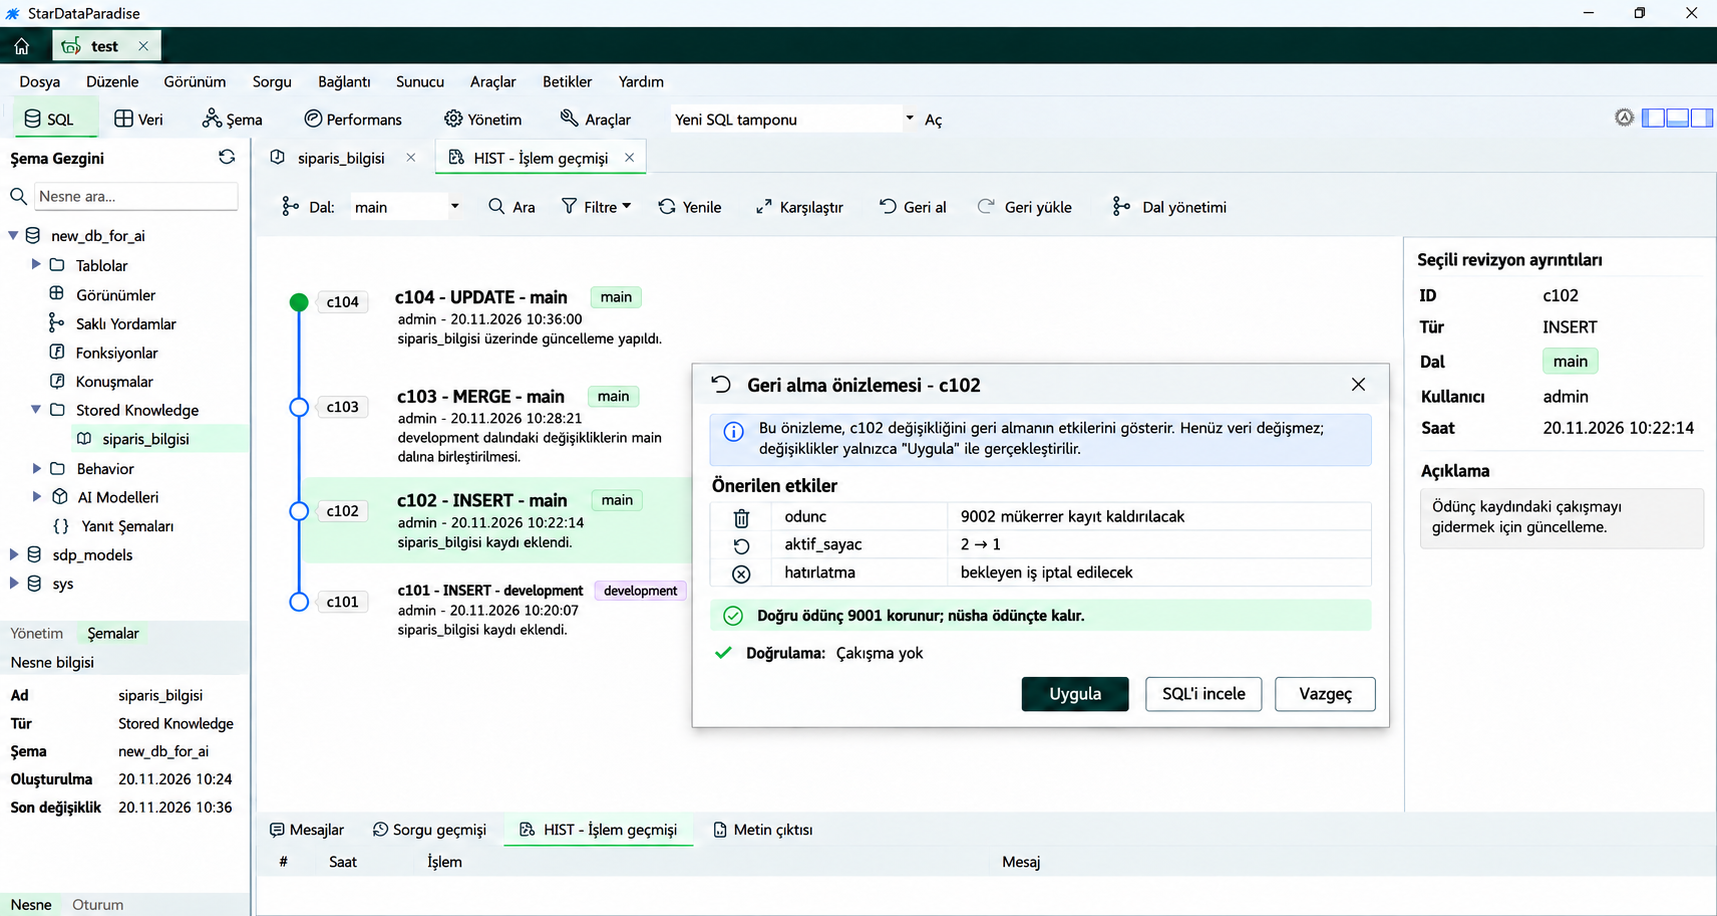 StarDataParadise
test
Dosya Düzenle Görünüm Sorgu Bağlantı Sunucu Araçlar Betikler Yardım
SQL Veri Şema Performans Yönetim Araçlar Yeni SQL tamponu Aç
Şema Gezgini
Nesne ara...
new_db_for_ai
Tablolar
Görünümler
Saklı Yordamlar
Fonksiyonlar
Konuşmalar
Stored Knowledge
siparis_bilgisi
Behavior
AI Modelleri
Yanıt Şemaları
sdp_models
sys
Yönetim Şemalar
Nesne bilgisi
Ad siparis_bilgisi
Tür Stored Knowledge
Şema new_db_for_ai
Oluşturulma 20.11.2026 10:24
Son değişiklik 20.11.2026 10:36
Nesne Oturum
siparis_bilgisi HIST - İşlem geçmişi
Dal: main Ara Filtre Yenile Karşılaştır Geri al Geri yükle Dal yönetimi
c104 c104 - UPDATE - main main
admin - 20.11.2026 10:36:00
siparis_bilgisi üzerinde güncelleme yapıldı.
c103 c103 - MERGE - main main
admin - 20.11.2026 10:28:21
development dalındaki değişikliklerin main
dalına birleştirilmesi.
c102 c102 - INSERT - main main
admin - 20.11.2026 10:22:14
siparis_bilgisi kaydı eklendi.
c101 c101 - INSERT - development development
admin - 20.11.2026 10:20:07
siparis_bilgisi kaydı eklendi.
Geri alma önizlemesi - c102
Bu önizleme, c102 değişikliğini geri almanın etkilerini gösterir. Henüz veri değişmez;
değişiklikler yalnızca "Uygula" ile gerçekleştirilir.
Önerilen etkiler
odunc 9002 mükerrer kayıt kaldırılacak
aktif_sayac 2 → 1
hatırlatma bekleyen iş iptal edilecek
Doğru ödünç 9001 korunur; nüsha ödünçte kalır.
Doğrulama: Çakışma yok
Uygula SQL'i incele Vazgeç
Seçili revizyon ayrıntıları
ID c102
Tür INSERT
Dal main
Kullanıcı admin
Saat 20.11.2026 10:22:14
Açıklama
Ödünç kaydındaki çakışmayı
gidermek için güncelleme.
Mesajlar Sorgu geçmişi HIST - İşlem geçmişi Metin çıktısı
# Saat İşlem Mesaj